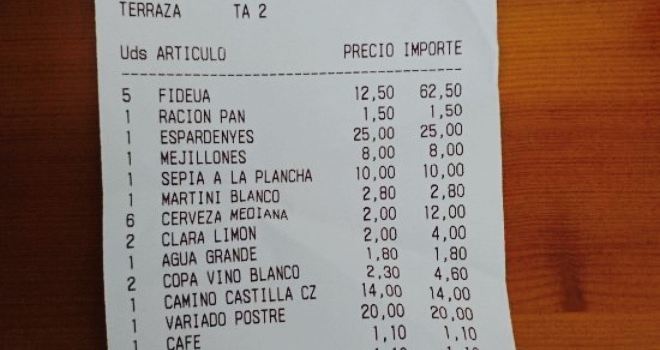 TERRAZA TA 2
Uds ARTICULO PRECIO IMPORTE
5 FIDEUA 12,50 62,50
1 RACION PAN 1,50 1,50
1 ESPARDENYES 25,00 25,00
1 MEJILLONES 8,00 8,00
1 SEPIA A LA PLANCHA 10,00 10,00
1 MARTINI BLANCO 2,80 2,80
6 CERVEZA MEDIANA 2,00 12,00
2 CLARA LIMON 2,00 4,00
1 AGUA GRANDE 1,80 1,80
2 COPA VINO BLANCO 2,30 4,60
1 CAMINO CASTILLA CZ 14,00 14,00
1 VARIADO POSTRE 20,00 20,00
1 CAFE 1,10 1,10